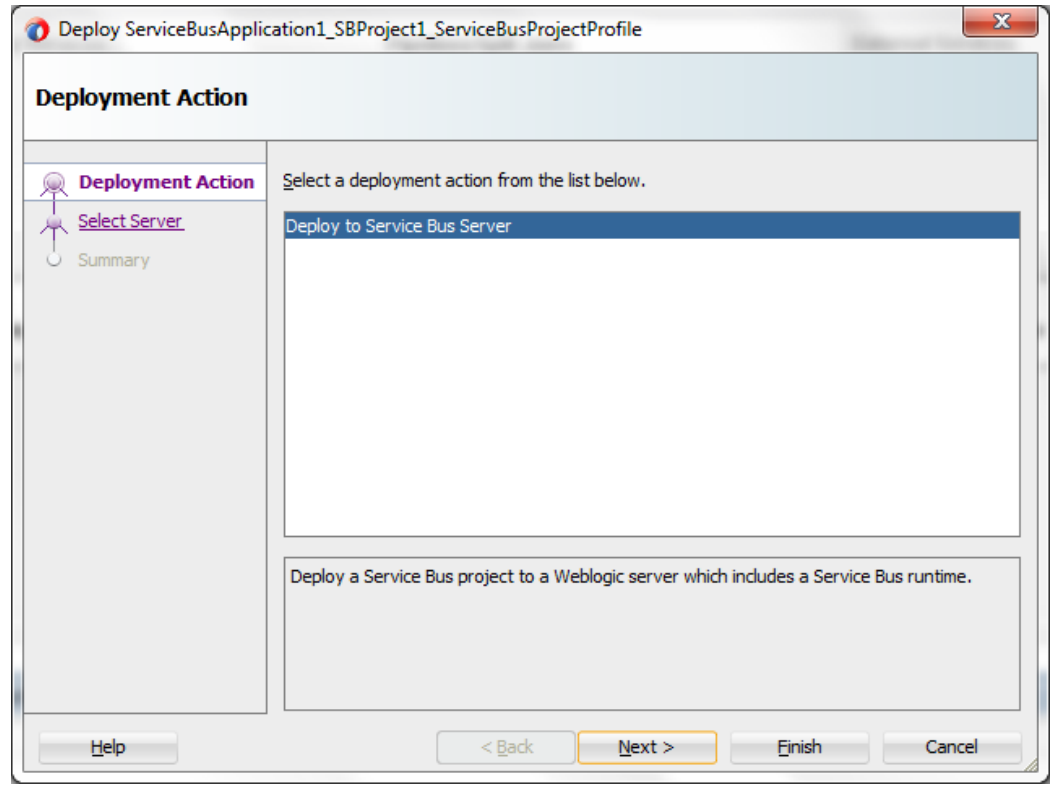 Deploy ServiceBusApplication1_SBProject1_ServiceBusProjectProfile
X
Deployment Action
Deployment Action
Select Server
Summary
Select a deployment action from the list below.
Deploy to Service Bus Server
Deploy a Service Bus project to a Weblogic server which includes a Service Bus runtime.
Help
< Back
Next >
Finish
Cancel